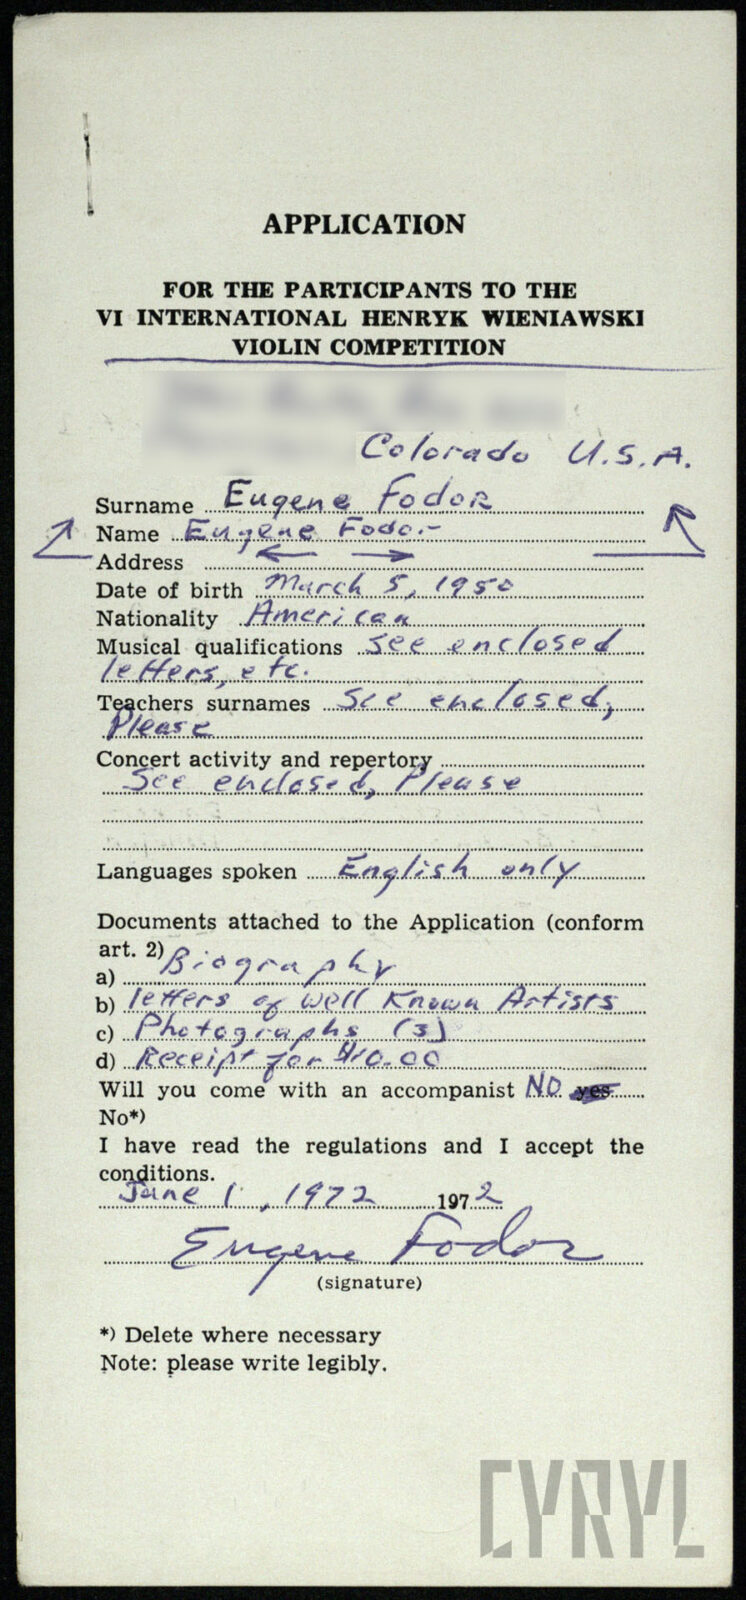 APPLICATION
FOR THE PARTICIPANTS TO THE
VI INTERNATIONAL HENRYK WIENIAWSKI
VIOLIN COMPETITION
Colorado U.S.A.
Surname Eugene Fodor
Name Eugene Fodor
Address
Date of birth March 5, 1950
Nationality American
Musical qualifications see enclosed
letters, etc.
Teachers surnames See enclosed,
Please
Concert activity and repertory
See enclosed, Please
Languages spoken English only
Documents attached to the Application (conform
art. 2)
a) Biography
b) letters of well Known Artists
c) Photographs (3)
d) Receipt for $10.00
Will you come with an accompanist NO yes
No*)
I have read the regulations and I accept the
conditions.
June 1, 1972 1972
Eugene Fodor
(signature)
*) Delete where necessary
Note: please write legibly.
CYRYL